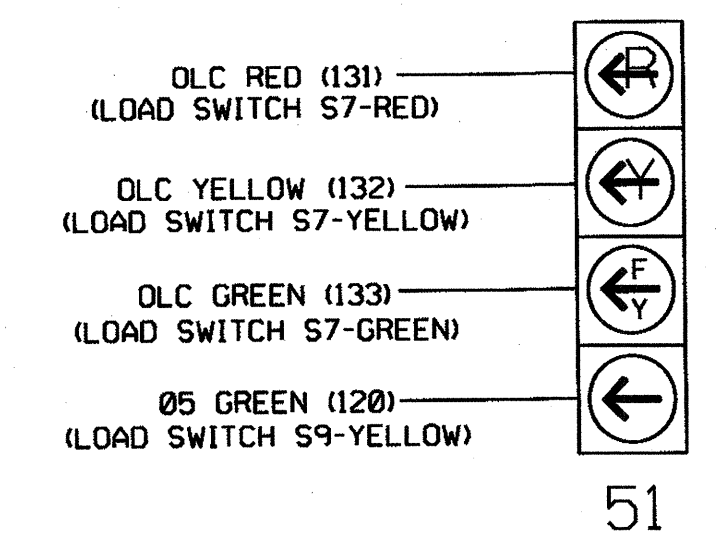 OLC RED (131)
(LOAD SWITCH S7-RED)
R
OLC YELLOW (132)
(LOAD SWITCH S7-YELLOW)
Y
OLC GREEN (133)
(LOAD SWITCH S7-GREEN)
F
Y
Ø5 GREEN (120)
(LOAD SWITCH S9-YELLOW)
51